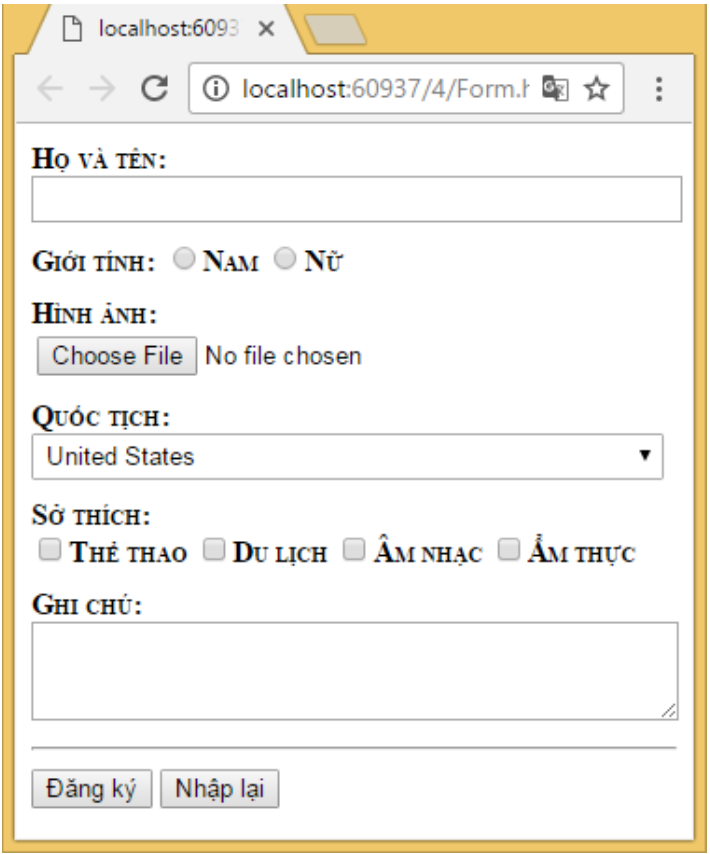 localhost:6093
localhost:60937/4/Form.h
Họ và tên:
Giới tính: Nam Nữ
Hình ảnh:
Choose File No file chosen
Quốc tịch:
United States
Sở thích:
Thể thao Du lịch Âm nhạc Ẩm thực
Ghi chú:
Đăng ký Nhập lại